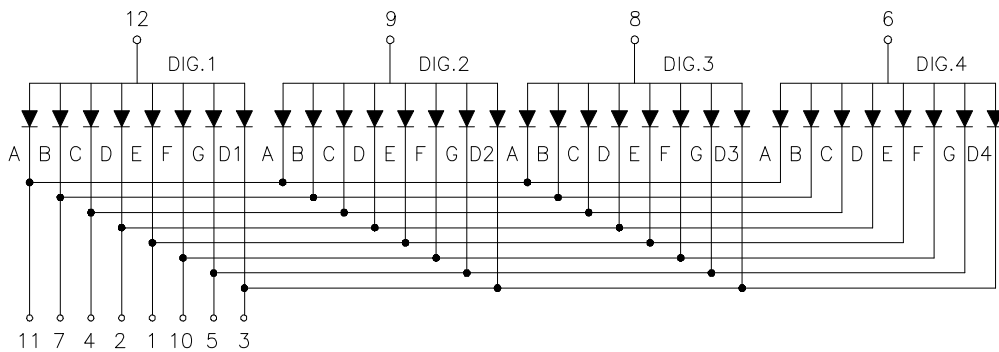 12 9 8 6
DIG.1 DIG.2 DIG.3 DIG.4
A B C D E F G D1 A B C D E F G D2 A B C D E F G D3 A B C D E F G D4
11 7 4 2 1 10 5 3